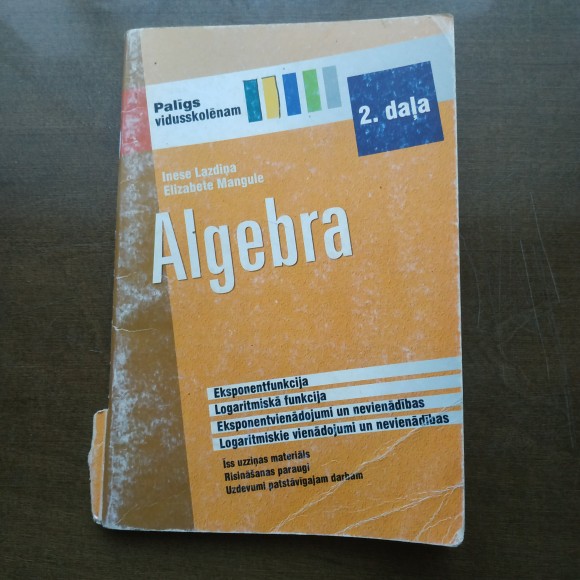 Palīgs
vidusskolēnam
2. daļa
Inese Lazdiņa
Elizabete Mangule
Algebra
Eksponentfunkcija
Logaritmiskā funkcija
Eksponentvienādojumi un nevienādības
Logaritmiskie vienādojumi un nevienādības
Īss uzziņas materiāls
Risināšanas paraugi
Uzdevumi patstāvīgajam darbam